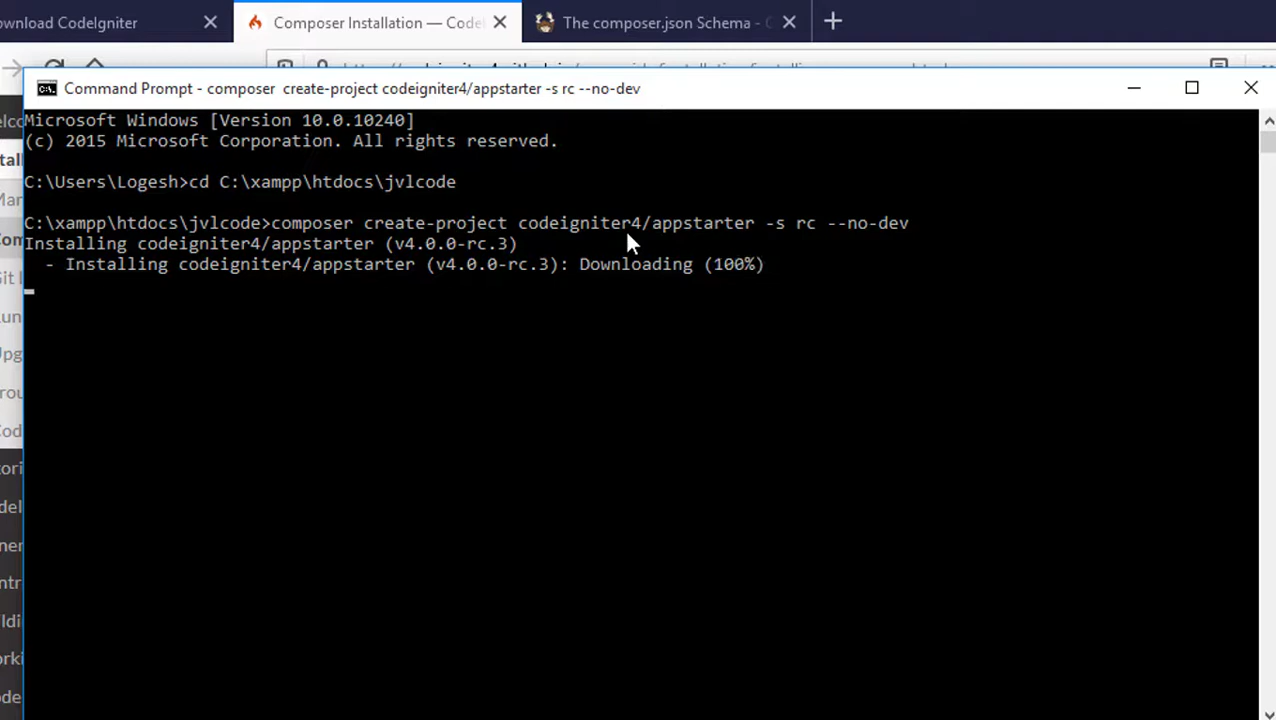 ownload CodeIgniter
Composer Installation — Codel
The composer.json Schema - C
Command Prompt - composer  create-project codeigniter4/appstarter -s rc --no-dev
Microsoft Windows [Version 10.0.10240]
(c) 2015 Microsoft Corporation. All rights reserved.
C:\Users\Logesh>cd C:\xampp\htdocs\jvlcode
C:\xampp\htdocs\jvlcode>composer create-project codeigniter4/appstarter -s rc --no-dev
Installing codeigniter4/appstarter (v4.0.0-rc.3)
- Installing codeigniter4/appstarter (v4.0.0-rc.3): Downloading (100%)